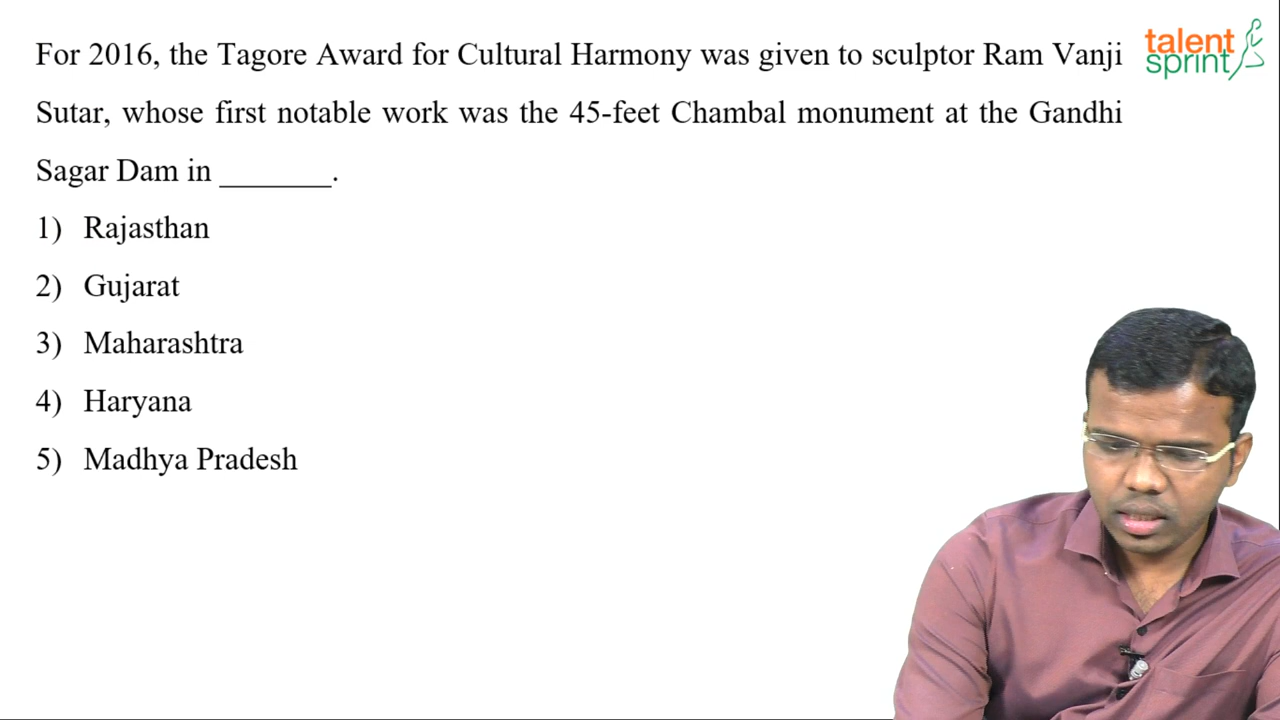 For 2016, the Tagore Award for Cultural Harmony was given to sculptor Ram Vanji
Sutar, whose first notable work was the 45-feet Chambal monument at the Gandhi
Sagar Dam in _______.
1) Rajasthan
2) Gujarat
3) Maharashtra
4) Haryana
5) Madhya Pradesh
talent
sprint